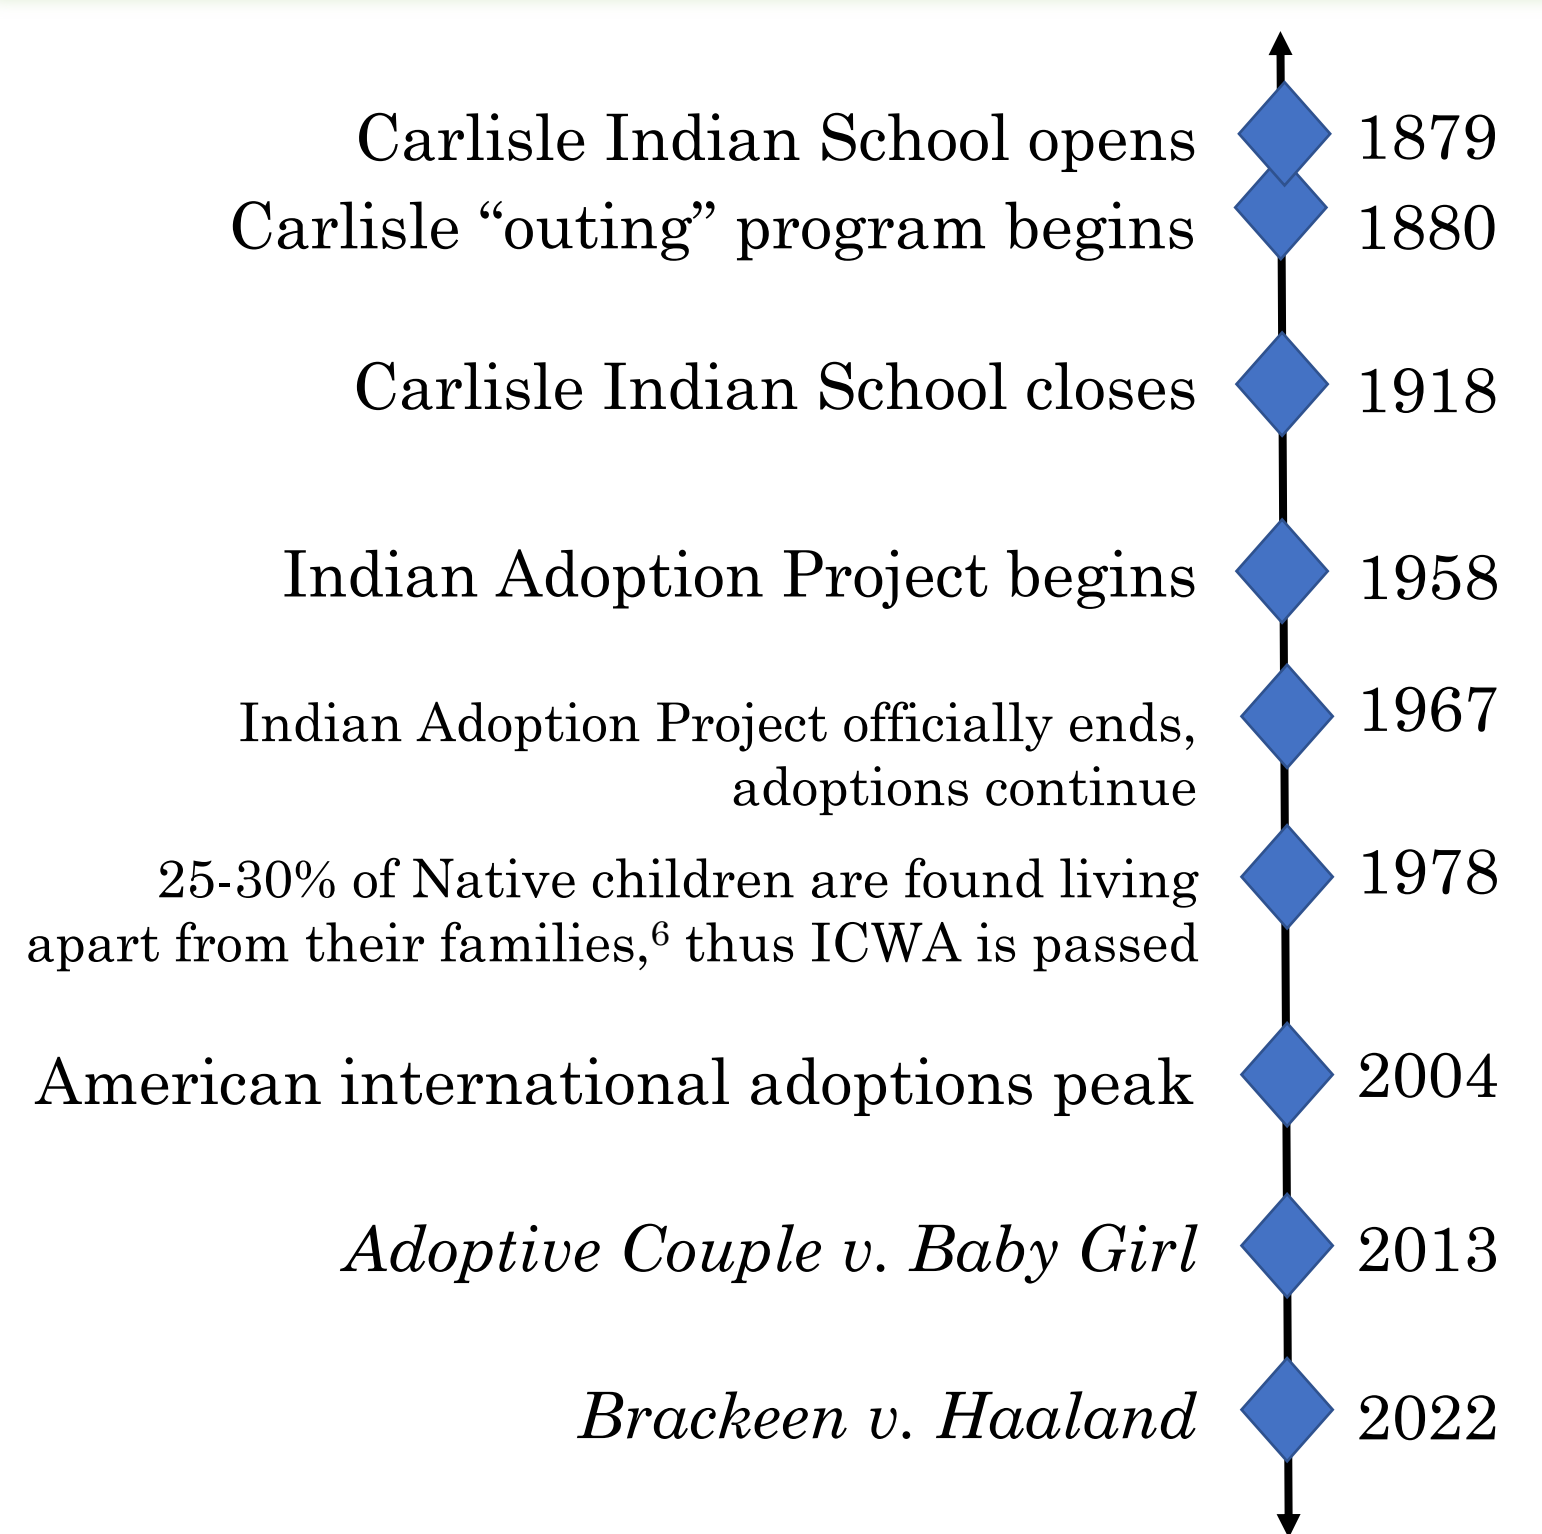 Carlisle Indian School opens 1879
Carlisle “outing” program begins 1880
Carlisle Indian School closes 1918
Indian Adoption Project begins 1958
Indian Adoption Project officially ends, 1967
adoptions continue
25-30% of Native children are found living 1978
apart from their families,⁶ thus ICWA is passed
American international adoptions peak 2004
Adoptive Couple v. Baby Girl 2013
Brackeen v. Haaland 2022